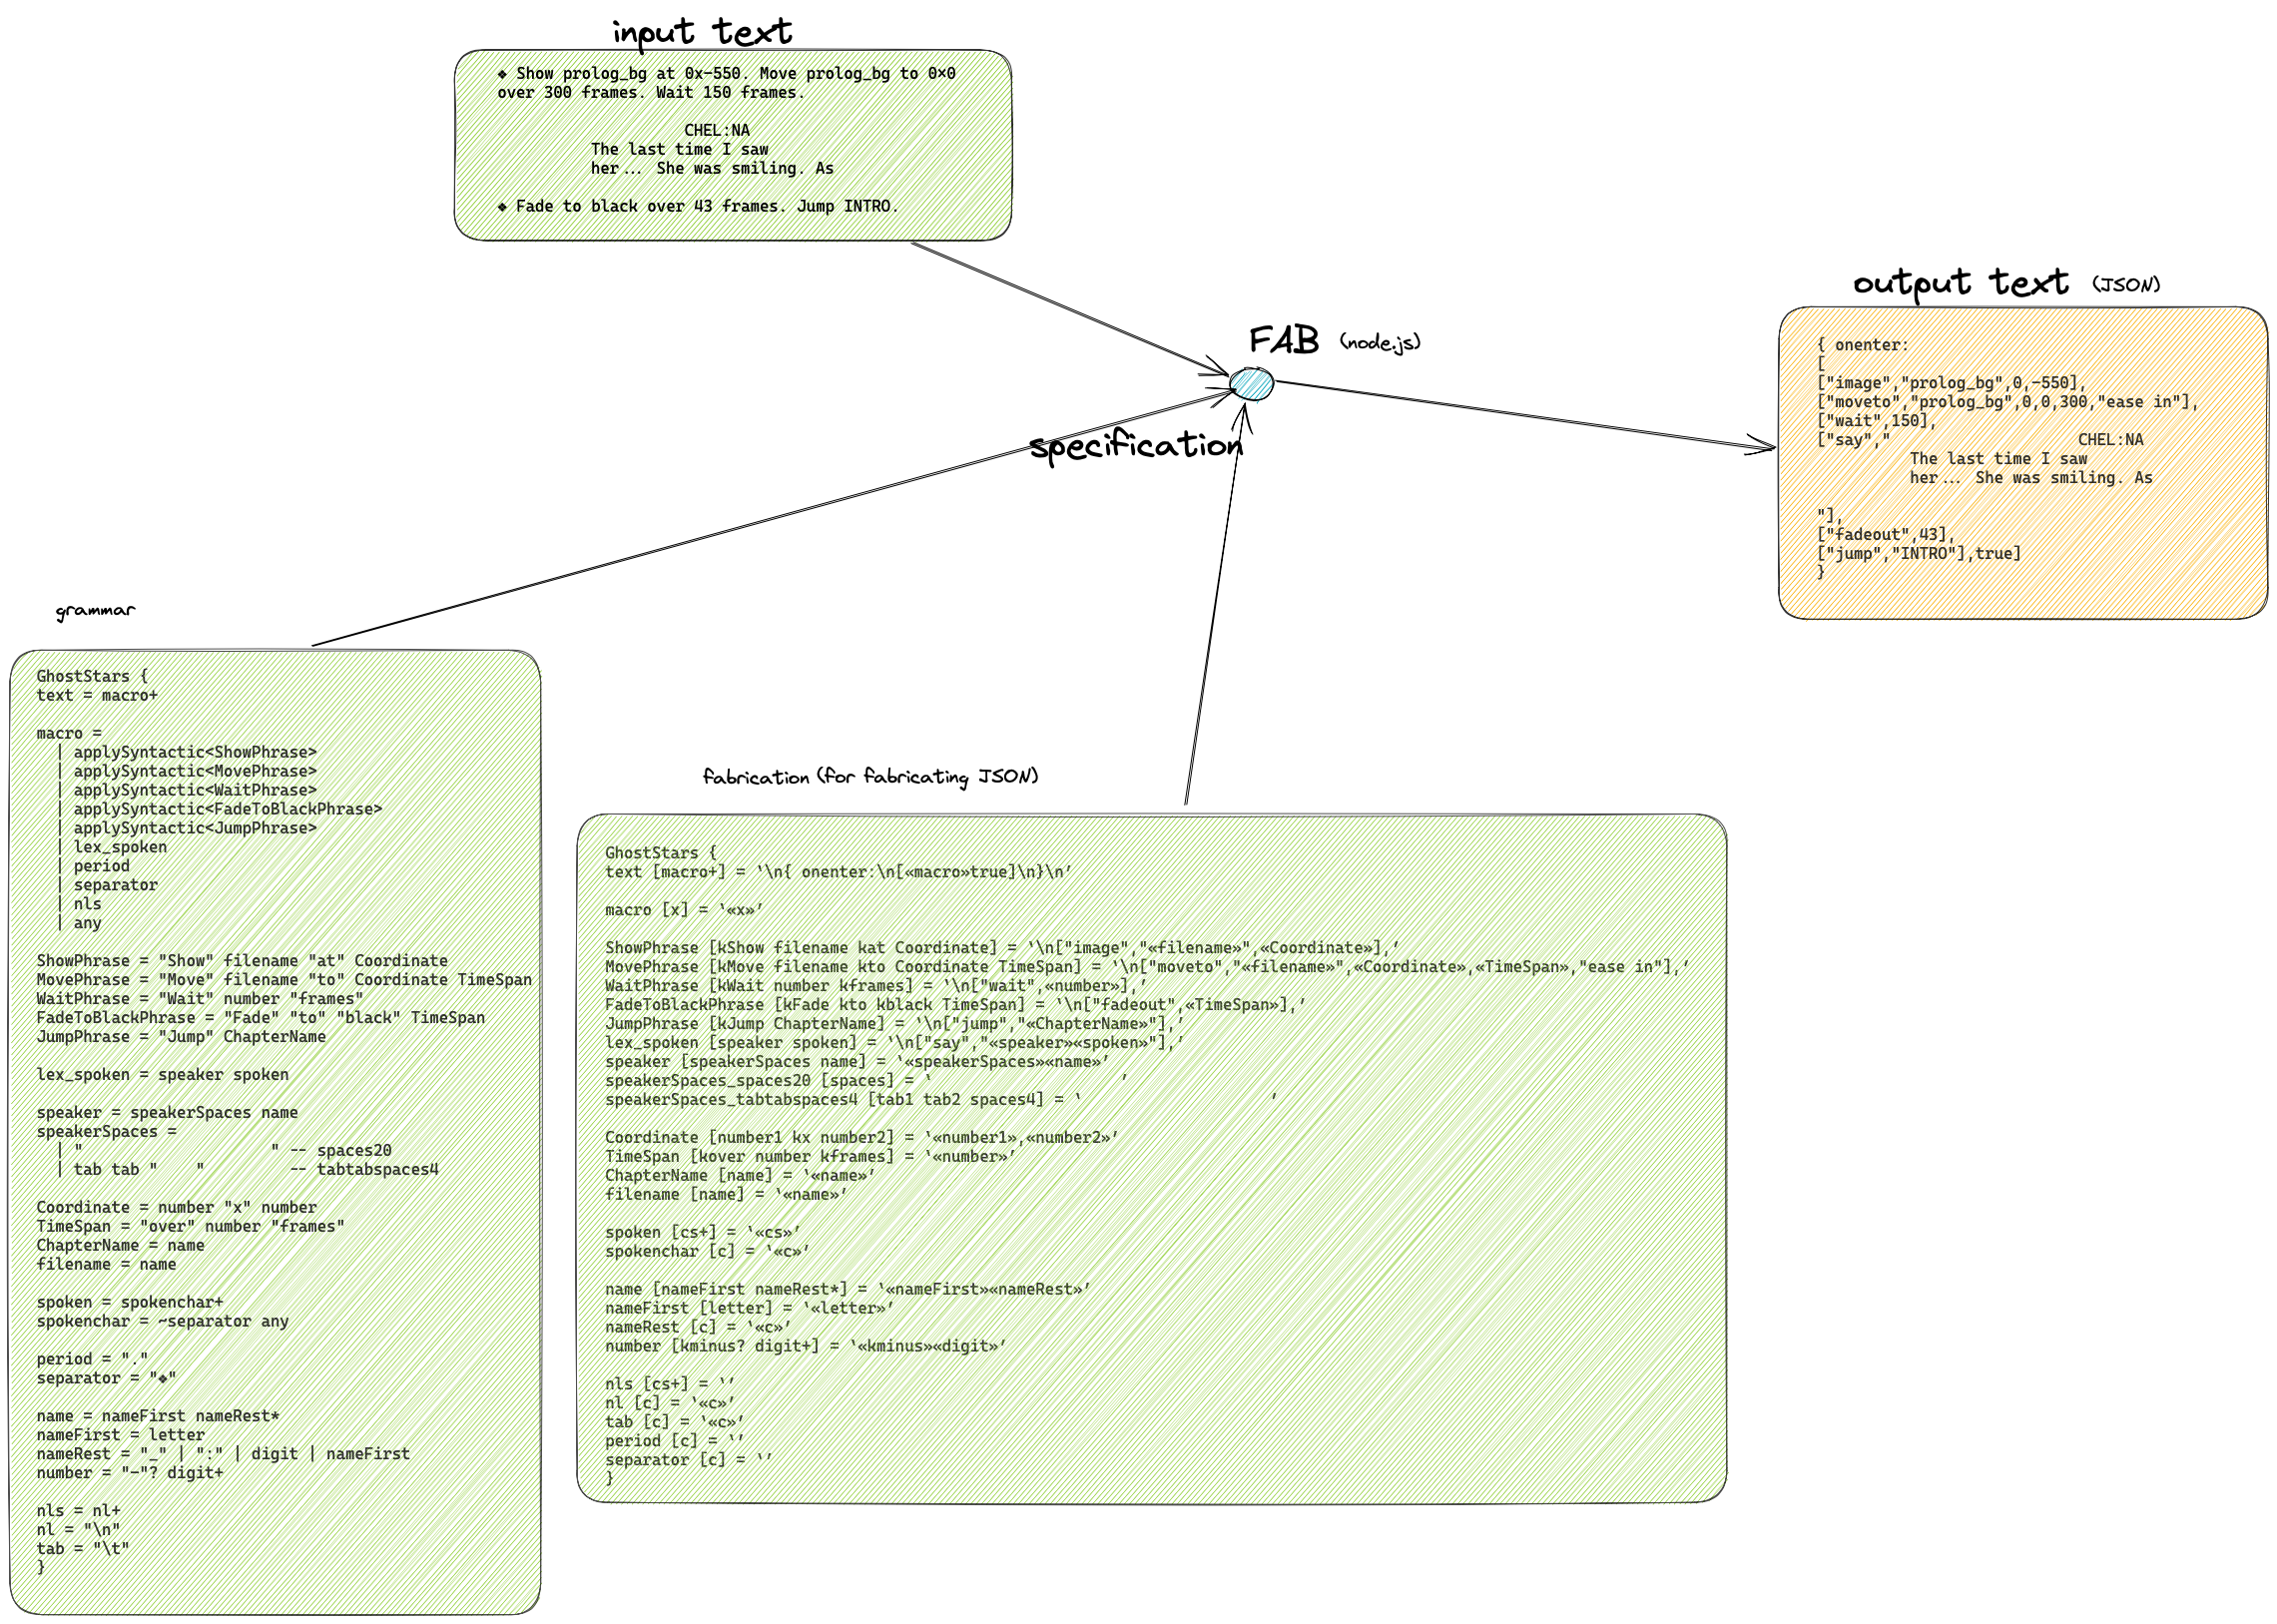 input text
❖ Show prolog_bg at 0x-550. Move prolog_bg to 0x0
over 300 frames. Wait 150 frames.
CHEL:NA
The last time I saw
her... She was smiling. As
❖ Fade to black over 43 frames. Jump INTRO.
FAB (node.js)
specification
output text (JSON)
{ onenter:
[
["image","prolog_bg",0,-550],
["moveto","prolog_bg",0,0,300,"ease in"],
["wait",150],
["say","                    CHEL:NA
The last time I saw
her... She was smiling. As
"],
["fadeout",43],
["jump","INTRO"],true]
}
grammar
GhostStars {
text = macro+
macro =
  | applySyntactic<ShowPhrase>
  | applySyntactic<MovePhrase>
  | applySyntactic<WaitPhrase>
  | applySyntactic<FadeToBlackPhrase>
  | applySyntactic<JumpPhrase>
  | lex_spoken
  | period
  | separator
  | nls
  | any
ShowPhrase = "Show" filename "at" Coordinate
MovePhrase = "Move" filename "to" Coordinate TimeSpan
WaitPhrase = "Wait" number "frames"
FadeToBlackPhrase = "Fade" "to" "black" TimeSpan
JumpPhrase = "Jump" ChapterName
lex_spoken = speaker spoken
speaker = speakerSpaces name
speakerSpaces =
  | "                    " -- spaces20
  | tab tab "    "         -- tabtabspaces4
Coordinate = number "x" number
TimeSpan = "over" number "frames"
ChapterName = name
filename = name
spoken = spokenchar+
spokenchar = ~separator any
period = "."
separator = "❖"
name = nameFirst nameRest*
nameFirst = letter
nameRest = "_" | ":" | digit | nameFirst
number = "-"? digit+
nls = nl+
nl = "\n"
tab = "\t"
}
fabrication (for fabricating JSON)
GhostStars {
text [macro+] = ‛\n{ onenter:\n[«macro»true]\n}\n’
macro [x] = ‛«x»’
ShowPhrase [kShow filename kat Coordinate] = ‛\n["image","«filename»",«Coordinate»],’
MovePhrase [kMove filename kto Coordinate TimeSpan] = ‛\n["moveto","«filename»",«Coordinate»,«TimeSpan»,"ease in"],’
WaitPhrase [kWait number kframes] = ‛\n["wait",«number»],’
FadeToBlackPhrase [kFade kto kblack TimeSpan] = ‛\n["fadeout",«TimeSpan»],’
JumpPhrase [kJump ChapterName] = ‛\n["jump","«ChapterName»"],’
lex_spoken [speaker spoken] = ‛\n["say","«speaker»«spoken»"],’
speaker [speakerSpaces name] = ‛«speakerSpaces»«name»’
speakerSpaces_spaces20 [spaces] = ‛                    ’
speakerSpaces_tabtabspaces4 [tab1 tab2 spaces4] = ‛                    ’
Coordinate [number1 kx number2] = ‛«number1»,«number2»’
TimeSpan [kover number kframes] = ‛«number»’
ChapterName [name] = ‛«name»’
filename [name] = ‛«name»’
spoken [cs+] = ‛«cs»’
spokenchar [c] = ‛«c»’
name [nameFirst nameRest*] = ‛«nameFirst»«nameRest»’
nameFirst [letter] = ‛«letter»’
nameRest [c] = ‛«c»’
number [kminus? digit+] = ‛«kminus»«digit»’
nls [cs+] = ‛’
nl [c] = ‛«c»’
tab [c] = ‛«c»’
period [c] = ‛’
separator [c] = ‛’
}